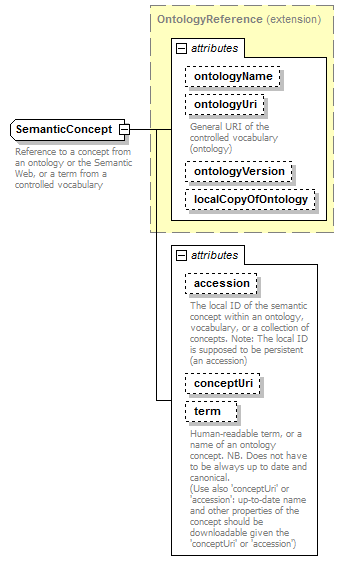 OntologyReference (extension)
attributes
ontologyName
ontologyUri
General URI of the
controlled vocabulary
(ontology)
ontologyVersion
localCopyOfOntology
SemanticConcept
Reference to a concept from
an ontology or the Semantic
Web, or a term from a
controlled vocabulary
attributes
accession
The local ID of the semantic
concept within an ontology,
vocabulary, or a collection of
concepts. Note: The local ID
is supposed to be persistent
(an accession)
conceptUri
term
Human-readable term, or a
name of an ontology
concept. NB. Does not have
to be always up to date and
canonical.
(Use also 'conceptUri' or
'accession': up-to-date name
and other properties of the
concept should be
downloadable given the
'conceptUri' or 'accession')